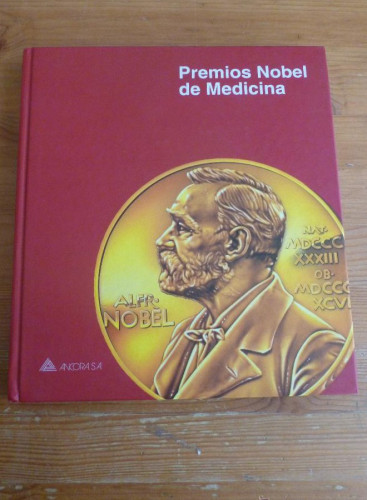 Premios Nobel
de Medicina
ALFR·
NOBEL
NAT·
MDCCC
XXXIII
OB·
MDCCC
XCVI
ANCORA S.A.